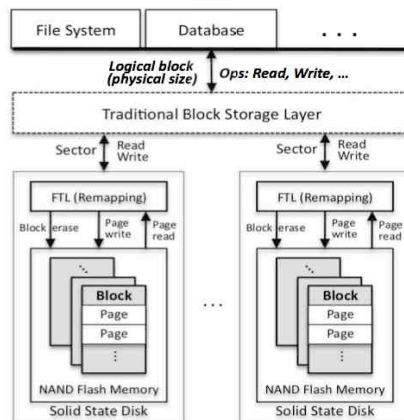 File System Database . . .
Logical block Ops: Read, Write, ...
(physical size)
Traditional Block Storage Layer
Sector Read Sector Read
Write Write
FTL (Remapping) FTL (Remapping)
Block erase Page write Page read Block erase Page write Page read
... ...
Block Block
Page Page
... 
Page Page
⋮ ⋮
NAND Flash Memory NAND Flash Memory
Solid State Disk Solid State Disk